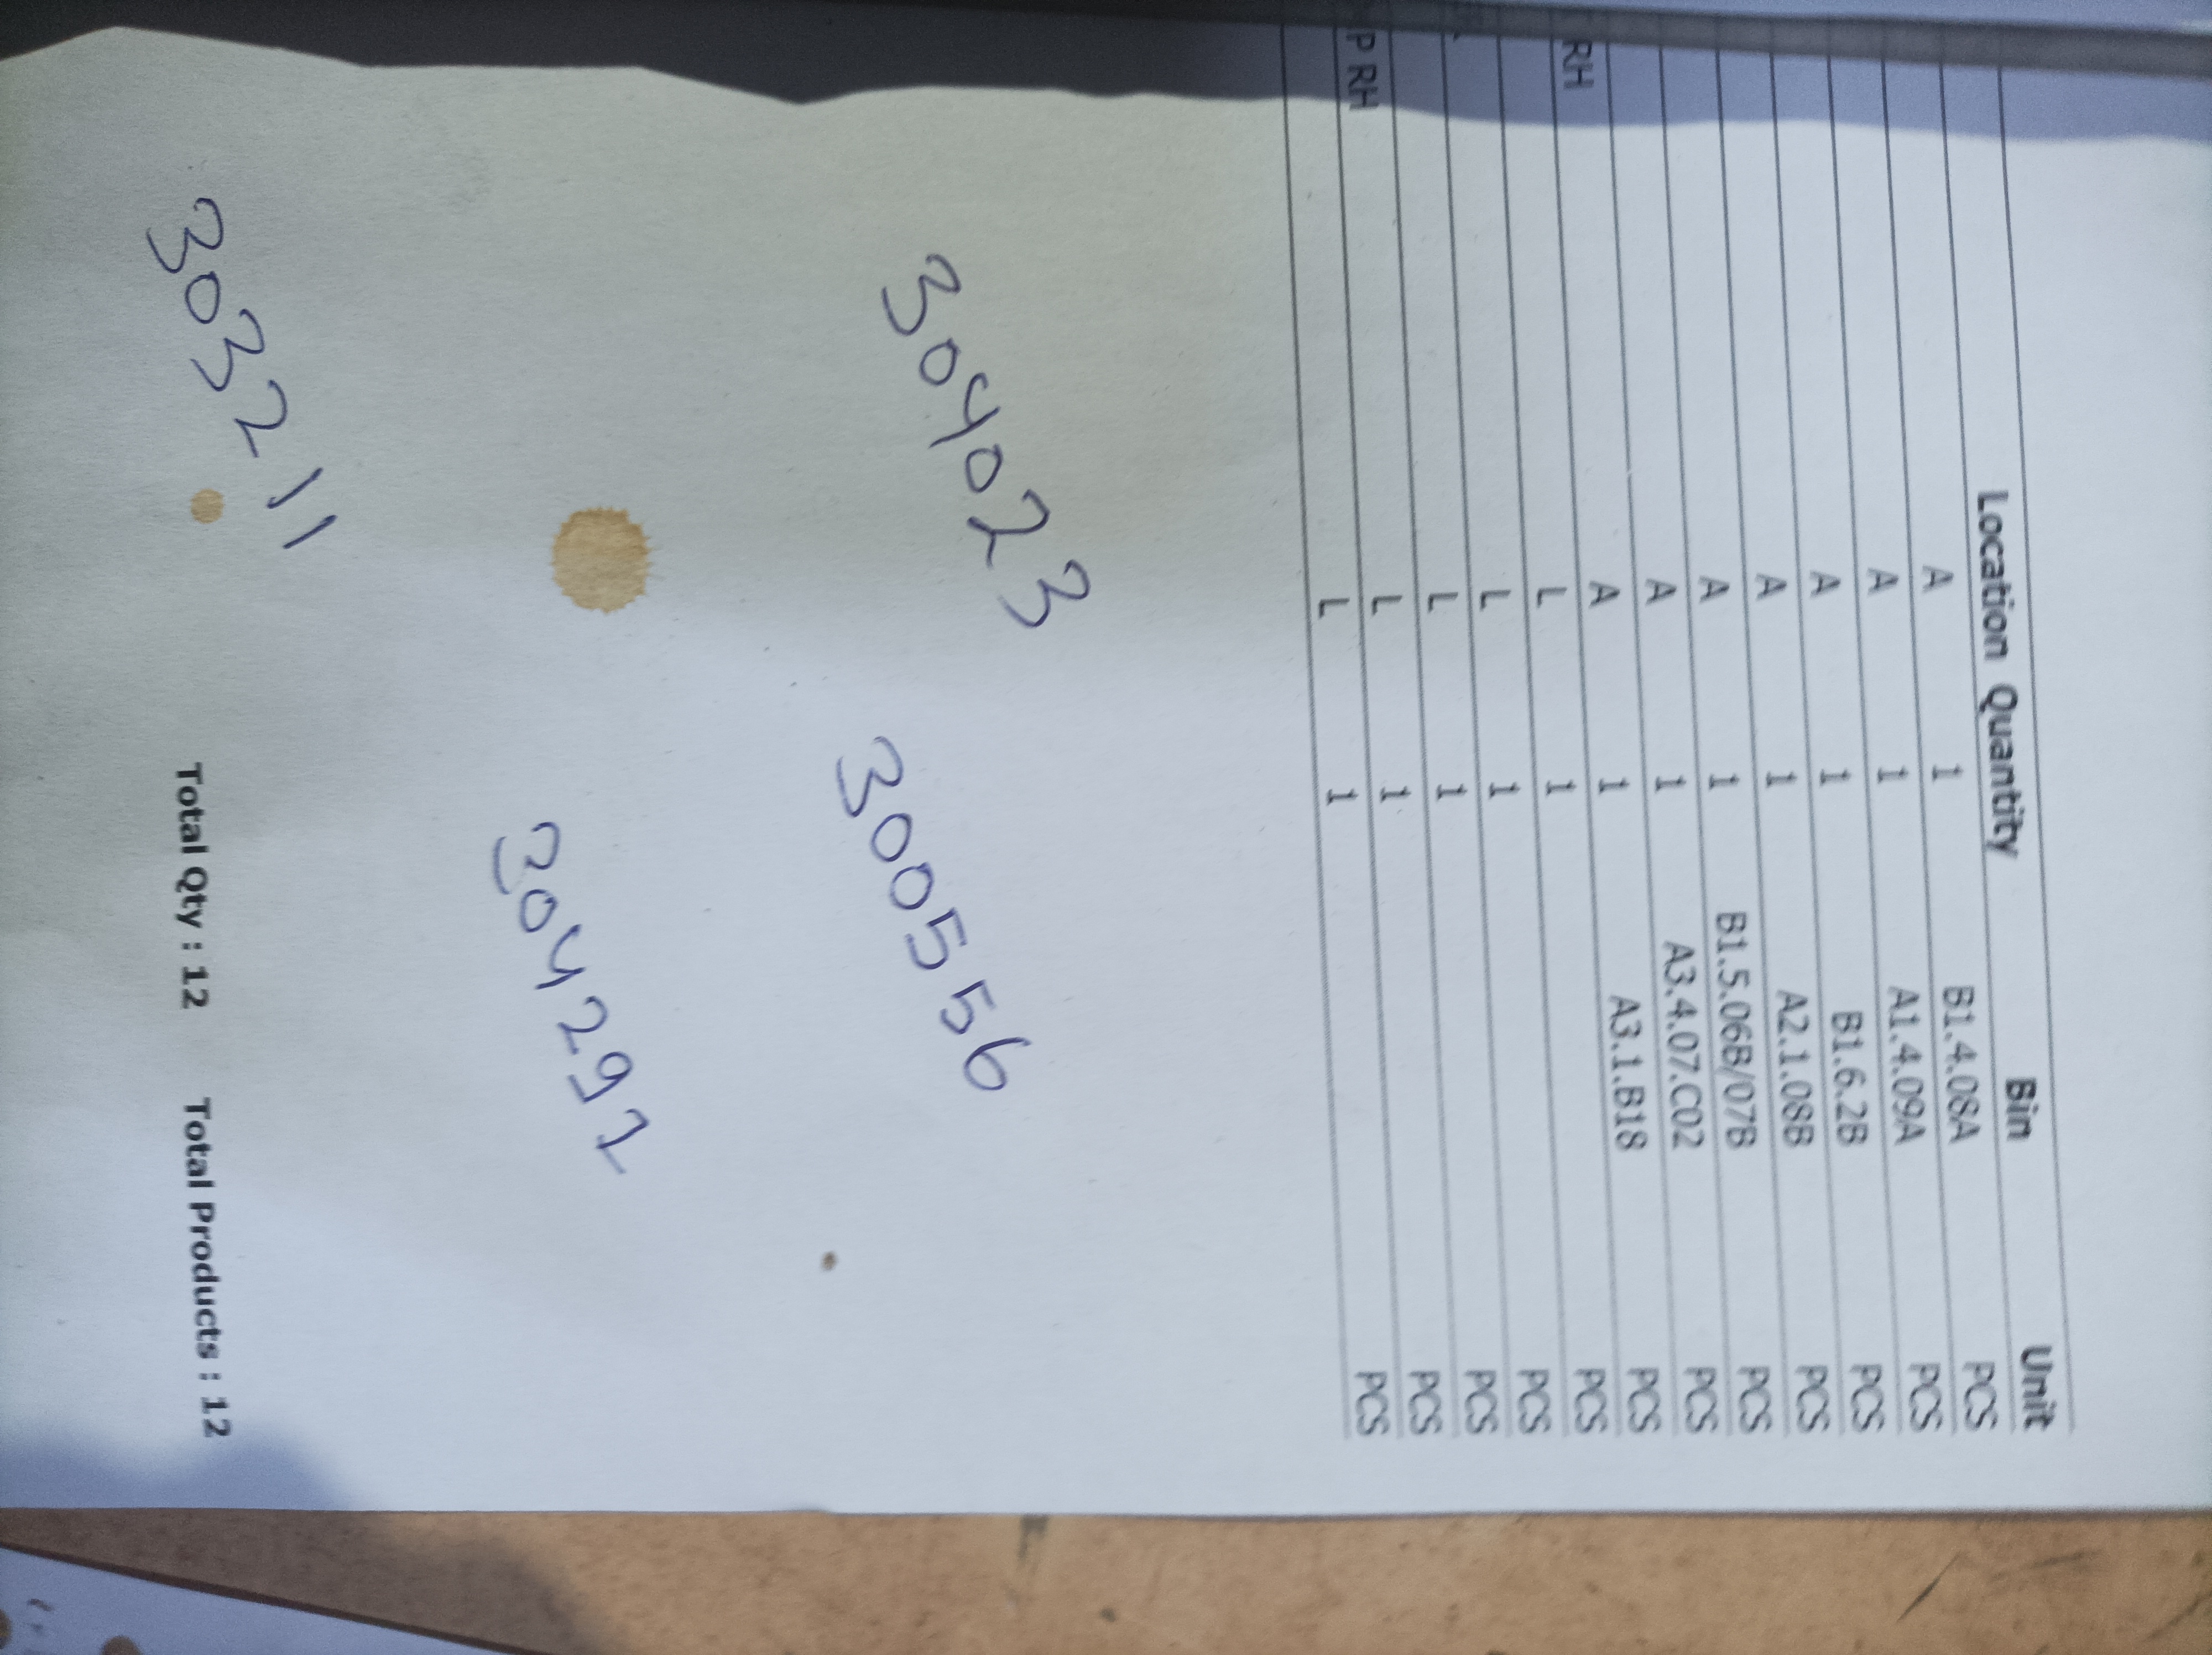 Location Quantity Bin Unit
A 1 B1.4.08A PCS
A 1 A1.4.09A PCS
A 1 B1.6.2B PCS
A 1 A2.1.08B PCS
A 1 B1.5.06B/07B PCS
A 1 A3.4.07.C02 PCS
RH A 1 A3.1.B18 PCS
L 1 PCS
L 1 PCS
L 1 PCS
P RH L 1 PCS
L 1 PCS
304023 300556
304292
303211
Total Qty : 12 Total Products : 12